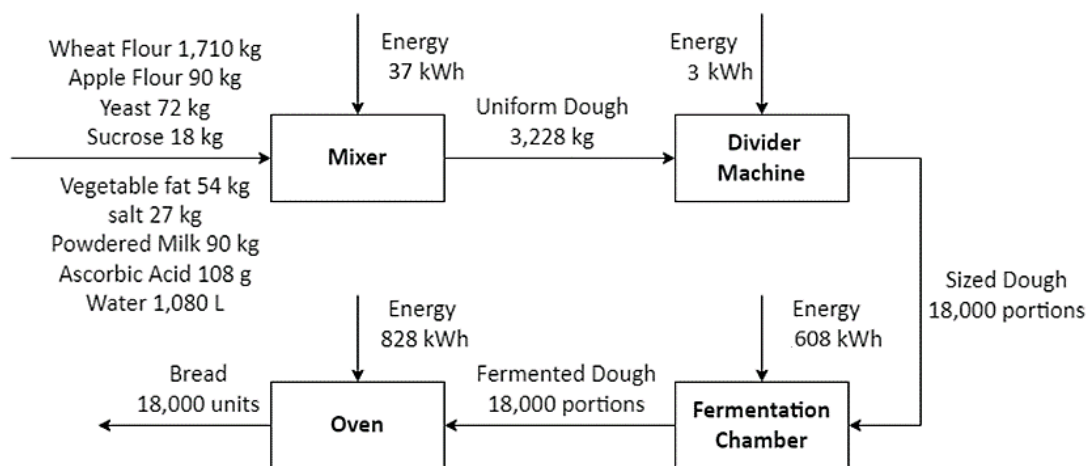 Wheat Flour 1,710 kg
Apple Flour 90 kg
Yeast 72 kg
Sucrose 18 kg
Vegetable fat 54 kg
salt 27 kg
Powdered Milk 90 kg
Ascorbic Acid 108 g
Water 1,080 L
Energy
37 kWh
Mixer
Uniform Dough
3,228 kg
Energy
3 kWh
Divider
Machine
Sized Dough
18,000 portions
Energy
608 kWh
Fermentation
Chamber
Fermented Dough
18,000 portions
Energy
828 kWh
Oven
Bread
18,000 units